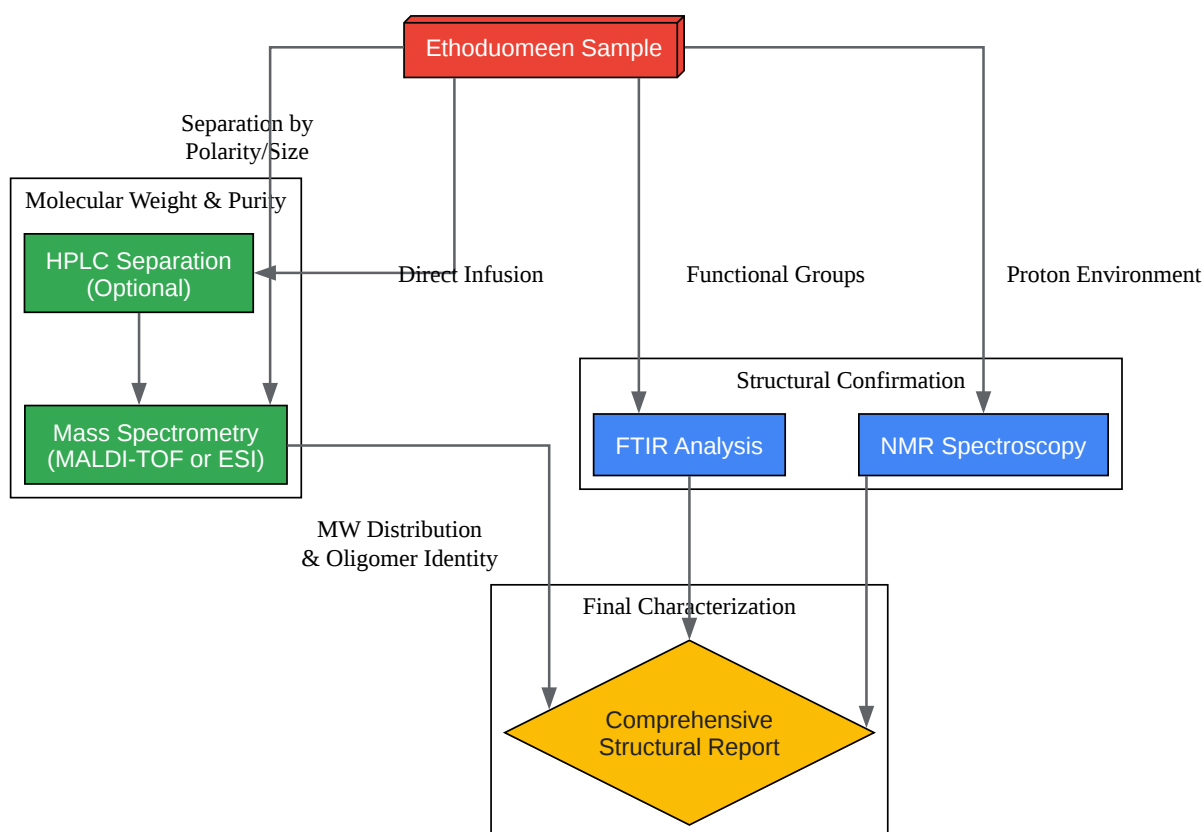 Ethoduomeen Sample
Separation by
Polarity/Size
Molecular Weight & Purity
HPLC Separation
(Optional)
Direct Infusion
Functional Groups
Proton Environment
Structural Confirmation
Mass Spectrometry
(MALDI-TOF or ESI)
FTIR Analysis
NMR Spectroscopy
MW Distribution
& Oligomer Identity
Final Characterization
Comprehensive
Structural Report